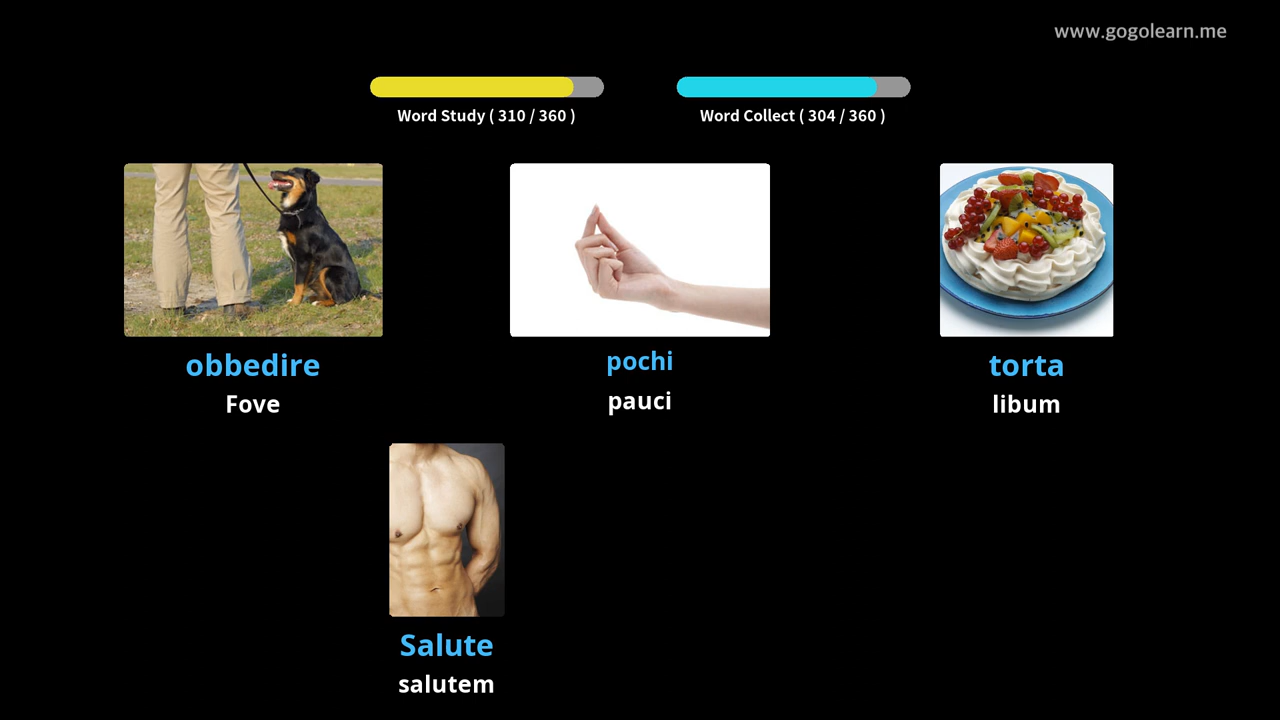 www.gogolearn.me
Word Study ( 310 / 360 )
Word Collect ( 304 / 360 )
obbedire
Fove
pochi
pauci
torta
libum
Salute
salutem